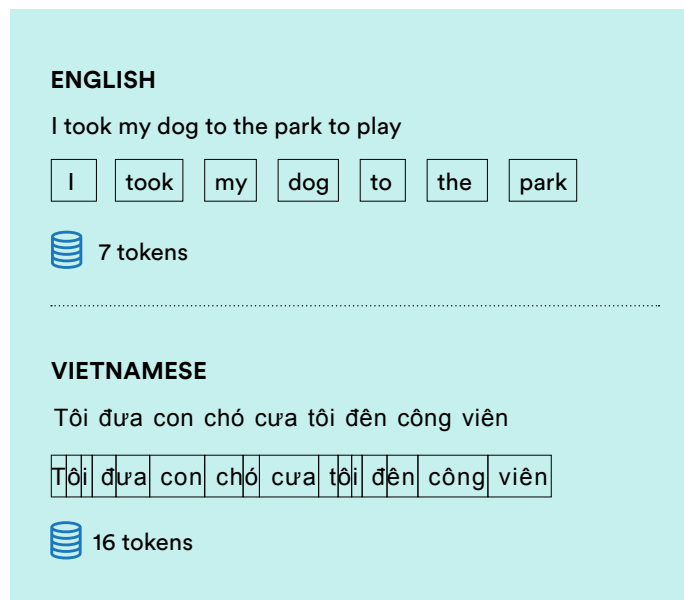 ENGLISH
I took my dog to the park to play
I took my dog to the park
7 tokens
VIETNAMESE
Tôi đưa con chó cưa tôi đên công viên
Tôi đưa con chó cưa tôi đên công viên
16 tokens